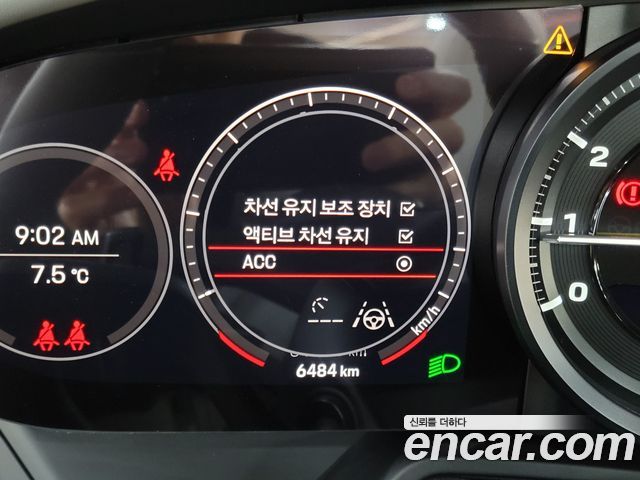 차선 유지 보조 장치
액티브 차선 유지
ACC
9:02 AM
7.5 °C
km/h
6484 km
2
1
0
신뢰를 더하다
encar.com